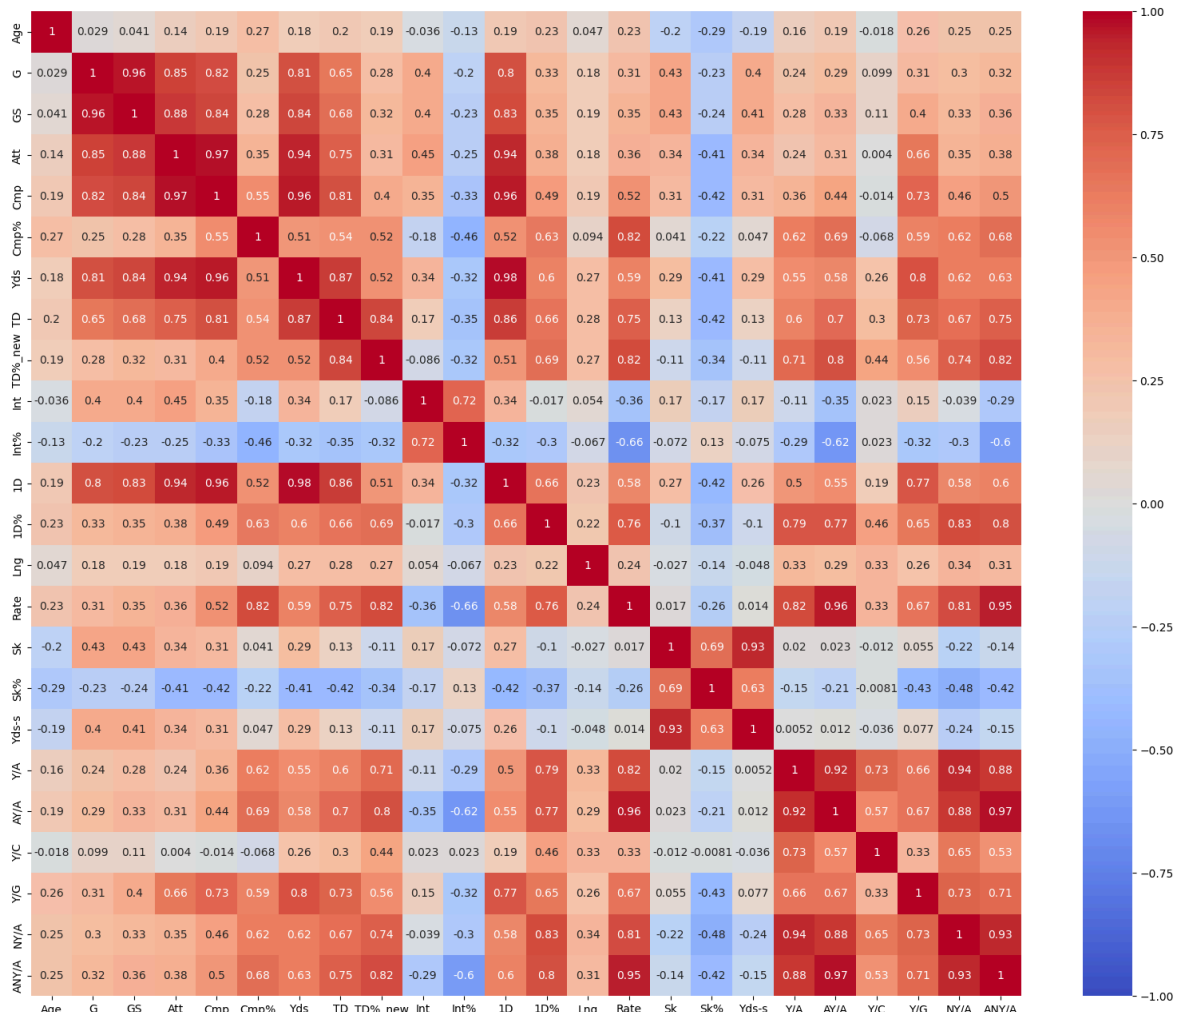 Age 1 0.029 0.041 0.14 0.19 0.27 0.18 0.2 0.19 -0.036 -0.13 0.19 0.23 0.047 0.23 -0.2 -0.29 -0.19 0.16 0.19 -0.018 0.26 0.25 0.25
G 0.029 1 0.96 0.85 0.82 0.25 0.81 0.65 0.28 0.4 -0.2 0.8 0.33 0.18 0.31 0.43 -0.23 0.4 0.24 0.29 0.099 0.31 0.3 0.32
GS 0.041 0.96 1 0.88 0.84 0.28 0.84 0.68 0.32 0.4 -0.23 0.83 0.35 0.19 0.35 0.43 -0.24 0.41 0.28 0.33 0.11 0.4 0.33 0.36
Att 0.14 0.85 0.88 1 0.97 0.35 0.94 0.75 0.31 0.45 -0.25 0.94 0.38 0.18 0.36 0.34 -0.41 0.34 0.24 0.31 0.004 0.66 0.35 0.38
Cmp 0.19 0.82 0.84 0.97 1 0.55 0.96 0.81 0.4 0.35 -0.33 0.96 0.49 0.19 0.52 0.31 -0.42 0.31 0.36 0.44 -0.014 0.73 0.46 0.5
Cmp% 0.27 0.25 0.28 0.35 0.55 1 0.51 0.54 0.52 -0.18 -0.46 0.52 0.63 0.094 0.82 0.041 -0.22 0.047 0.62 0.69 -0.068 0.59 0.62 0.68
Yds 0.18 0.81 0.84 0.94 0.96 0.51 1 0.87 0.52 0.34 -0.32 0.98 0.6 0.27 0.59 0.29 -0.41 0.29 0.55 0.58 0.26 0.8 0.62 0.63
TD 0.2 0.65 0.68 0.75 0.81 0.54 0.87 1 0.84 0.17 -0.35 0.86 0.66 0.28 0.75 0.13 -0.42 0.13 0.6 0.7 0.3 0.73 0.67 0.75
TD%_new 0.19 0.28 0.32 0.31 0.4 0.52 0.52 0.84 1 -0.086 -0.32 0.51 0.69 0.27 0.82 -0.11 -0.34 -0.11 0.71 0.8 0.44 0.56 0.74 0.82
Int -0.036 0.4 0.4 0.45 0.35 -0.18 0.34 0.17 -0.086 1 0.72 0.34 -0.017 0.054 -0.36 0.17 -0.17 0.17 -0.11 -0.35 0.023 0.15 -0.039 -0.29
Int% -0.13 -0.2 -0.23 -0.25 -0.33 -0.46 -0.32 -0.35 -0.32 0.72 1 -0.32 -0.3 -0.067 -0.66 -0.072 0.13 -0.075 -0.29 -0.62 0.023 -0.32 -0.3 -0.6
1D 0.19 0.8 0.83 0.94 0.96 0.52 0.98 0.86 0.51 0.34 -0.32 1 0.66 0.23 0.58 0.27 -0.42 0.26 0.5 0.55 0.19 0.77 0.58 0.6
1D% 0.23 0.33 0.35 0.38 0.49 0.63 0.6 0.66 0.69 -0.017 -0.3 0.66 1 0.22 0.76 -0.1 -0.37 -0.1 0.79 0.77 0.46 0.65 0.83 0.8
Lng 0.047 0.18 0.19 0.18 0.19 0.094 0.27 0.28 0.27 0.054 -0.067 0.23 0.22 1 0.24 -0.027 -0.14 -0.048 0.33 0.29 0.33 0.26 0.34 0.31
Rate 0.23 0.31 0.35 0.36 0.52 0.82 0.59 0.75 0.82 -0.36 -0.66 0.58 0.76 0.24 1 0.017 -0.26 0.014 0.82 0.96 0.33 0.67 0.81 0.95
Sk -0.2 0.43 0.43 0.34 0.31 0.041 0.29 0.13 -0.11 0.17 -0.072 0.27 -0.1 -0.027 0.017 1 0.69 0.93 0.02 0.023 -0.012 0.055 -0.22 -0.14
Sk% -0.29 -0.23 -0.24 -0.41 -0.42 -0.22 -0.41 -0.42 -0.34 -0.17 0.13 -0.42 -0.37 -0.14 -0.26 0.69 1 0.63 -0.15 -0.21 -0.0081 -0.43 -0.48 -0.42
Yds-s -0.19 0.4 0.41 0.34 0.31 0.047 0.29 0.13 -0.11 0.17 -0.075 0.26 -0.1 -0.048 0.014 0.93 0.63 1 0.0052 0.012 -0.036 0.077 -0.24 -0.15
Y/A 0.16 0.24 0.28 0.24 0.36 0.62 0.55 0.6 0.71 -0.11 -0.29 0.5 0.79 0.33 0.82 0.02 -0.15 0.0052 1 0.92 0.73 0.66 0.94 0.88
AY/A 0.19 0.29 0.33 0.31 0.44 0.69 0.58 0.7 0.8 -0.35 -0.62 0.55 0.77 0.29 0.96 0.023 -0.21 0.012 0.92 1 0.57 0.67 0.88 0.97
Y/C -0.018 0.099 0.11 0.004 -0.014 -0.068 0.26 0.3 0.44 0.023 0.023 0.19 0.46 0.33 0.33 -0.012 -0.0081 -0.036 0.73 0.57 1 0.33 0.65 0.53
Y/G 0.26 0.31 0.4 0.66 0.73 0.59 0.8 0.73 0.56 0.15 -0.32 0.77 0.65 0.26 0.67 0.055 -0.43 0.077 0.66 0.67 0.33 1 0.73 0.71
NY/A 0.25 0.3 0.33 0.35 0.46 0.62 0.62 0.67 0.74 -0.039 -0.3 0.58 0.83 0.34 0.81 -0.22 -0.48 -0.24 0.94 0.88 0.65 0.73 1 0.93
ANY/A 0.25 0.32 0.36 0.38 0.5 0.68 0.63 0.75 0.82 -0.29 -0.6 0.6 0.8 0.31 0.95 -0.14 -0.42 -0.15 0.88 0.97 0.53 0.71 0.93 1
Age G GS Att Cmp Cmp% Yds TD TD%_new Int Int% 1D 1D% Lng Rate Sk Sk% Yds-s Y/A AY/A Y/C Y/G NY/A ANY/A
1.00
0.75
0.50
0.25
0.00
−0.25
−0.50
−0.75
−1.00